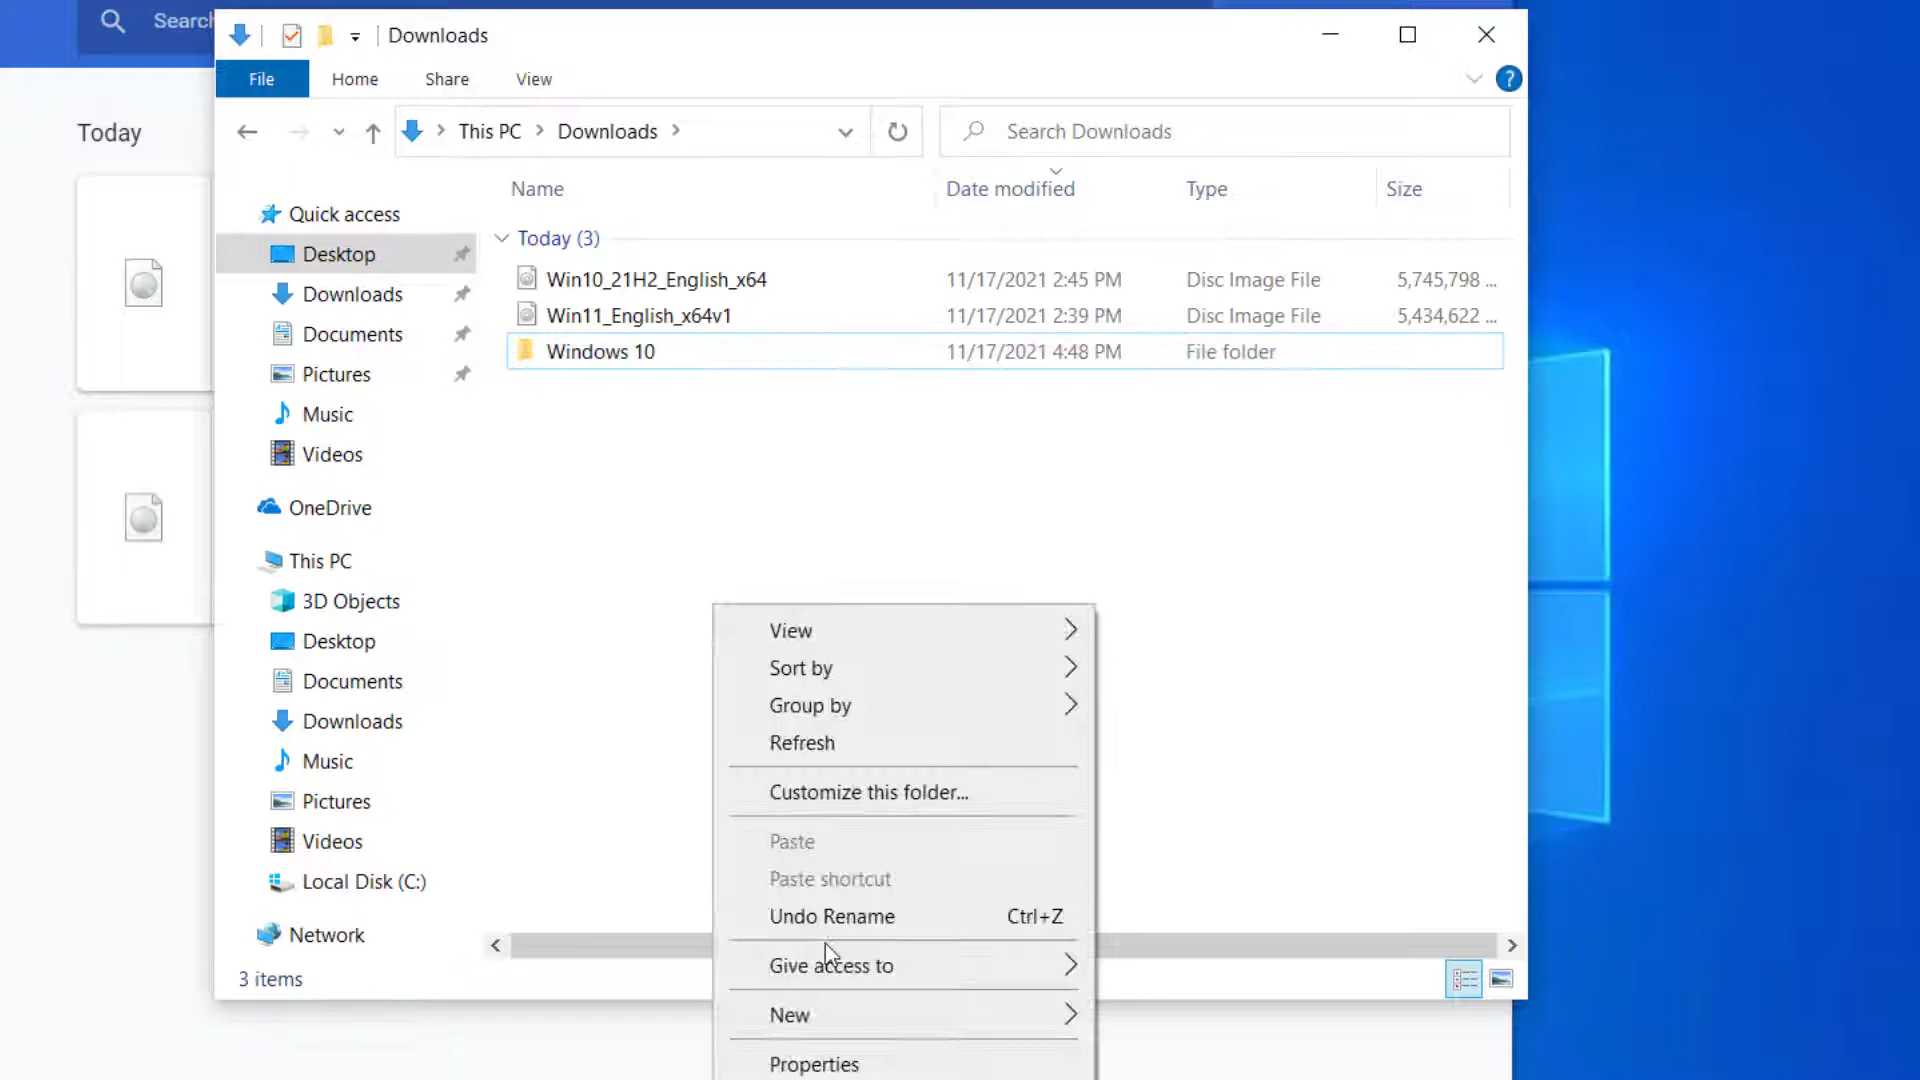 Search
Downloads
File Home Share View
?
This PC Downloads
Search Downloads
Today
Name Date modified Type Size
Quick access
Desktop
Downloads
Documents
Pictures
Music
Videos
OneDrive
This PC
3D Objects
Desktop
Documents
Downloads
Music
Pictures
Videos
Local Disk (C:)
Network
Today (3)
Win10_21H2_English_x64 11/17/2021 2:45 PM Disc Image File 5,745,798 ...
Win11_English_x64v1 11/17/2021 2:39 PM Disc Image File 5,434,622 ...
Windows 10 11/17/2021 4:48 PM File folder
View
Sort by
Group by
Refresh
Customize this folder...
Paste
Paste shortcut
Undo Rename Ctrl+Z
Give access to
New
Properties
3 items